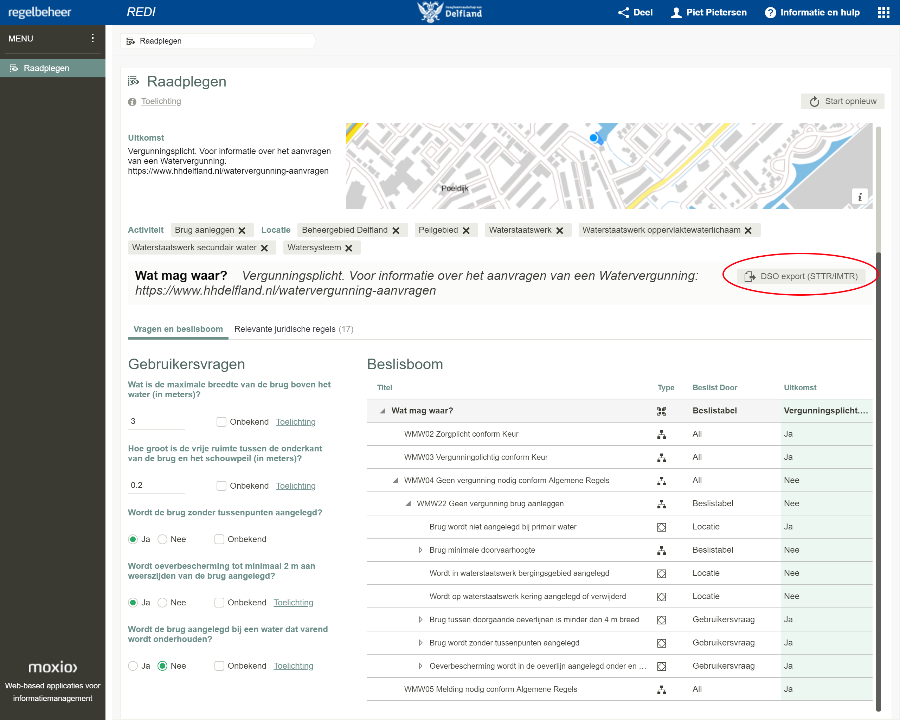 regelbeheer
REDI
Delfland
Deel
Piet Pietersen
Informatie en hulp
MENU
Raadplegen
Raadplegen
Raadplegen
Toelichting
Start opnieuw
Uitkomst
Vergunningsplicht. Voor informatie over het aanvragen
van een Watervergunning.
https://www.hhdelfland.nl/watervergunning-aanvragen
Poeldijk
i
Activiteit Brug aanleggen Locatie Beheergebied Delfland Peilgebied Waterstaatswerk Waterstaatswerk oppervlaktewaterlichaam
Waterstaatswerk secundair water Watersysteem
Wat mag waar? Vergunningsplicht. Voor informatie over het aanvragen van een Watervergunning:
https://www.hhdelfland.nl/watervergunning-aanvragen
DSO export (STTR/IMTR)
Vragen en beslisboom Relevante juridische regels (17)
Gebruikersvragen
Wat is de maximale breedte van de brug boven het
water (in meters)?
3 Onbekend Toelichting
Hoe groot is de vrije ruimte tussen de onderkant
van de brug en het schouwpeil (in meters)?
0.2 Onbekend Toelichting
Wordt de brug zonder tussenpunten aangelegd?
Ja Nee Onbekend
Wordt oeverbescherming tot minimaal 2 m aan
weerszijden van de brug aangelegd?
Ja Nee Onbekend Toelichting
Wordt de brug aangelegd bij een water dat varend
wordt onderhouden?
Ja Nee Onbekend Toelichting
Beslisboom
Titel Type Beslist Door Uitkomst
Wat mag waar? Beslistabel Vergunningsplicht....
WMW02 Zorgplicht conform Keur All Ja
WMW03 Vergunningplichtig conform Keur All Ja
WMW04 Geen vergunning nodig conform Algemene Regels All Nee
WMW22 Geen vergunning brug aanleggen Beslistabel Nee
Brug wordt niet aangelegd bij primair water Locatie Ja
Brug minimale doorvaarhoogte Beslistabel Nee
Wordt in waterstaatswerk bergingsgebied aangelegd Locatie Nee
Wordt op waterstaatswerk kering aangelegd of verwijderd Locatie Nee
Brug tussen doorgaande oeverlijnen is minder dan 4 m breed Gebruikersvraag Ja
Brug wordt zonder tussenpunten aangelegd Gebruikersvraag Ja
Oeverbescherming wordt in de oeverlijn aangelegd onder en ... Gebruikersvraag Ja
WMW05 Melding nodig conform Algemene Regels All Ja
moxio
Web-based applicaties voor
informatiemanagement